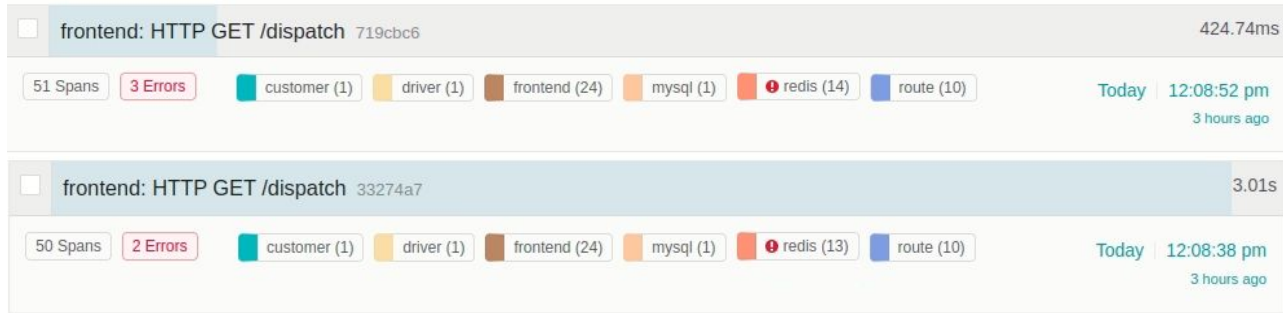 frontend: HTTP GET /dispatch 719cbc6 424.74ms
51 Spans 3 Errors customer (1) driver (1) frontend (24) mysql (1) redis (14) route (10) Today 12:08:52 pm
3 hours ago
frontend: HTTP GET /dispatch 33274a7 3.01s
50 Spans 2 Errors customer (1) driver (1) frontend (24) mysql (1) redis (13) route (10) Today 12:08:38 pm
3 hours ago